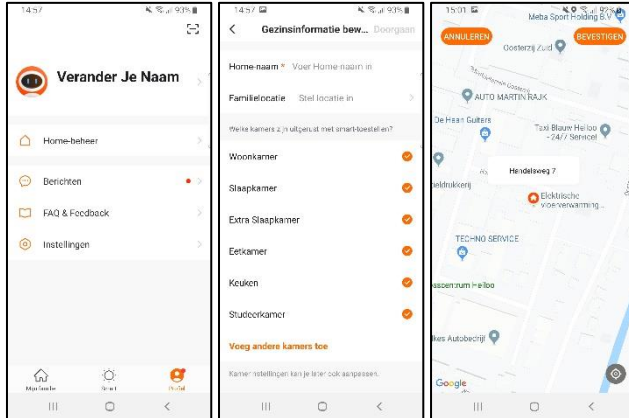 14:57
93%
Verander Je Naam
Home-beheer
Berichten
FAQ & Feedback
Instellingen
Profiel
14:57
93%
Gezinsinformatie bew... Doorgaan
Home-naam * Voer Home-naam in
Familielocatie Stel locatie in
Welke kamers zijn uitgerust met smart-toestellen?
Woonkamer
Slaapkamer
Extra Slaapkamer
Eetkamer
Keuken
Studeerkamer
Voeg andere kamers toe
Kamer instellingen kan je later ook aanpassen.
15:01
92%
Meba Sport Holding B.V
ANNULEREN
BEVESTIGEN
Oosterzij Zuid
AUTO MARTIN RAJK
De Haan Guiters
Taxi Blauw Heiloo
- 24/7 Service!
Handelsweg 7
Elektrische
vloerverwarming...
TECHNO SERVICE
Heiloo
Autobedrijf
Google